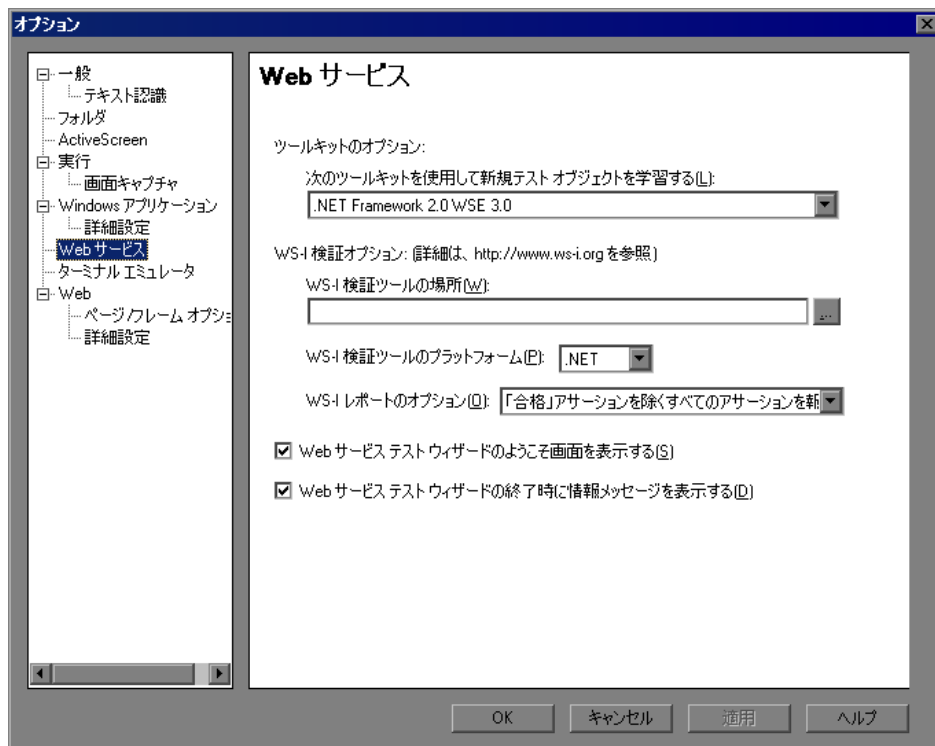 オプション
一般
テキスト認識
フォルダ
ActiveScreen
実行
画面キャプチャ
Windows アプリケーション
詳細設定
Web サービス
ターミナル エミュレータ
Web
ページ/フレーム オプショ
詳細設定
Web サービス
ツールキットのオプション:
次のツールキットを使用して新規テスト オブジェクトを学習する(L):
.NET Framework 2.0 WSE 3.0
WS-I 検証オプション: (詳細は、http://www.ws-i.org を参照)
WS-I 検証ツールの場所(W):
...
WS-I 検証ツールのプラットフォーム(P): .NET
WS-I レポートのオプション(O): 「合格」アサーションを除くすべてのアサーションを報
Web サービス テスト ウィザードのようこそ画面を表示する(S)
Web サービス テスト ウィザードの終了時に情報メッセージを表示する(D)
OK キャンセル 適用 ヘルプ